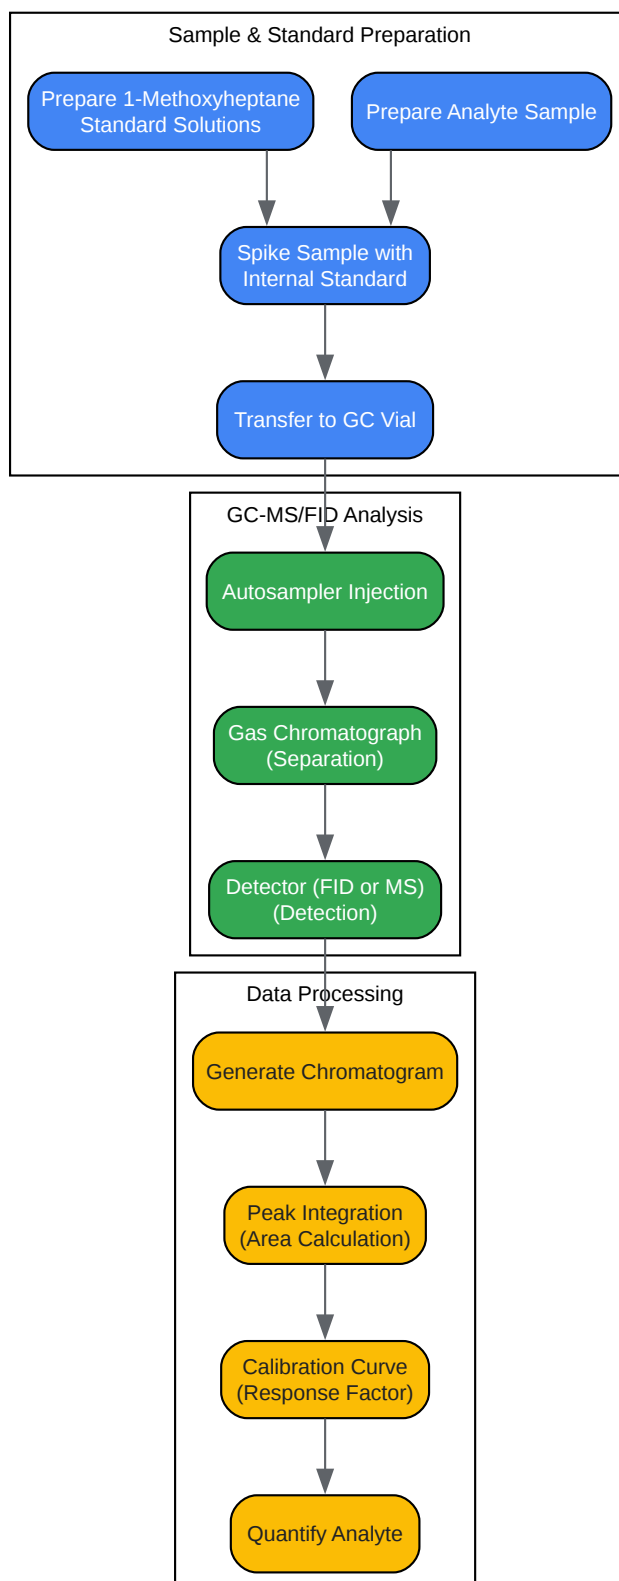 Sample & Standard Preparation
Prepare 1-Methoxyheptane
Standard Solutions
Prepare Analyte Sample
Spike Sample with
Internal Standard
Transfer to GC Vial
GC-MS/FID Analysis
Autosampler Injection
Gas Chromatograph
(Separation)
Detector (FID or MS)
(Detection)
Data Processing
Generate Chromatogram
Peak Integration
(Area Calculation)
Calibration Curve
(Response Factor)
Quantify Analyte